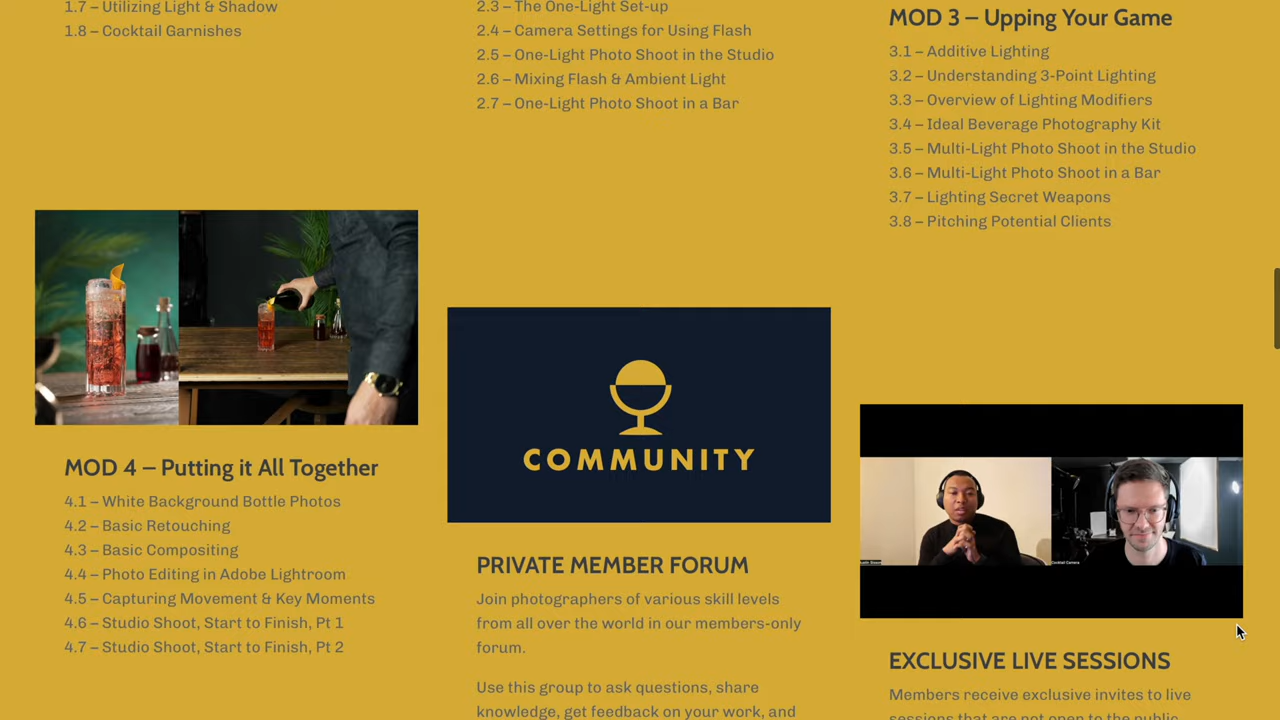 1.7 – Utilizing Light & Shadow
1.8 – Cocktail Garnishes
2.3 – The One-Light Set-up
2.4 – Camera Settings for Using Flash
2.5 – One-Light Photo Shoot in the Studio
2.6 – Mixing Flash & Ambient Light
2.7 – One-Light Photo Shoot in a Bar
MOD 3 – Upping Your Game
3.1 – Additive Lighting
3.2 – Understanding 3-Point Lighting
3.3 – Overview of Lighting Modifiers
3.4 – Ideal Beverage Photography Kit
3.5 – Multi-Light Photo Shoot in the Studio
3.6 – Multi-Light Photo Shoot in a Bar
3.7 – Lighting Secret Weapons
3.8 – Pitching Potential Clients
MOD 4 – Putting it All Together
4.1 – White Background Bottle Photos
4.2 – Basic Retouching
4.3 – Basic Compositing
4.4 – Photo Editing in Adobe Lightroom
4.5 – Capturing Movement & Key Moments
4.6 – Studio Shoot, Start to Finish, Pt 1
4.7 – Studio Shoot, Start to Finish, Pt 2
COMMUNITY
PRIVATE MEMBER FORUM
Join photographers of various skill levels
from all over the world in our members-only
forum.
Use this group to ask questions, share
knowledge, get feedback on your work, and
Cocktail Camera
EXCLUSIVE LIVE SESSIONS
Members receive exclusive invites to live
sessions that are not open to the public.